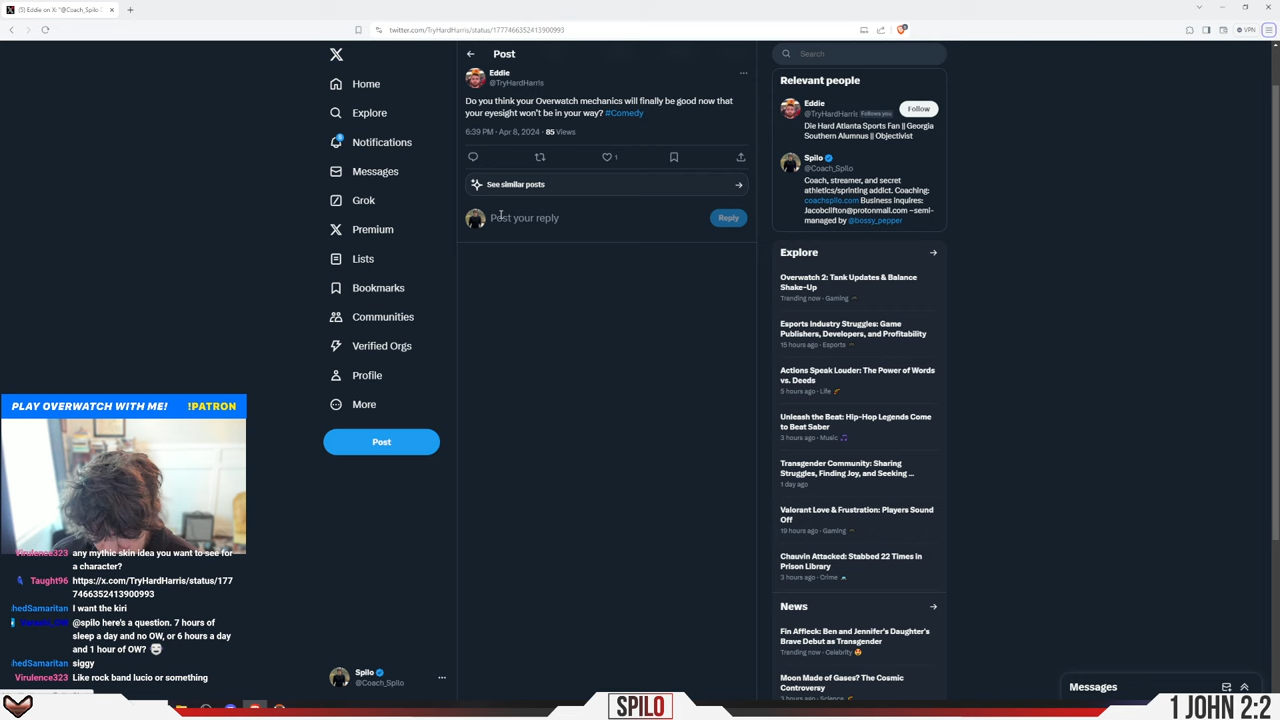 (5) Eddie on X: "@Coach_Spilo
twitter.com/TryHardHarris/status/1777466352413900993
VPN
Home
Explore
Notifications
Messages
Grok
Premium
Lists
Bookmarks
Communities
Verified Orgs
Profile
More
Post
Spilo
@Coach_Spilo
Post
Eddie
@TryHardHarris
Do you think your Overwatch mechanics will finally be good now that
your eyesight won't be in your way? #Comedy
6:39 PM · Apr 8, 2024 · 85 Views
1
See similar posts
Post your reply
Reply
Search
Relevant people
Eddie
@TryHardHarris Follows you
Follow
Die Hard Atlanta Sports Fan || Georgia
Southern Alumnus || Objectivist
Spilo
@Coach_Spilo
Coach, streamer, and secret
athletics/sprinting addict. Coaching:
coachspilo.com Business Inquires:
Jacobclifton@protonmail.com –semi-
managed by @bossy_pepper
Explore
Overwatch 2: Tank Updates & Balance
Shake-Up
Trending now · Gaming
Esports Industry Struggles: Game
Publishers, Developers, and Profitability
15 hours ago · Esports
Actions Speak Louder: The Power of Words
vs. Deeds
5 hours ago · Life
Unleash the Beat: Hip-Hop Legends Come
to Beat Saber
3 hours ago · Music
Transgender Community: Sharing
Struggles, Finding Joy, and Seeking ...
1 day ago
Valorant Love & Frustration: Players Sound
Off
19 hours ago · Gaming
Chauvin Attacked: Stabbed 22 Times in
Prison Library
3 hours ago · Crime
News
Fin Affleck: Ben and Jennifer's Daughter's
Brave Debut as Transgender
Trending now · Celebrity
Moon Made of Gases? The Cosmic
Controversy
Messages
PLAY OVERWATCH WITH ME! !PATRON
Virulence323 any mythic skin idea you want to see for
a character?
Taught96 https://x.com/TryHardHarris/status/177
7466352413900993
hedSamaritan I want the kiri
@spilo here's a question. 7 hours of
sleep a day and no OW, or 6 hours a day
and 1 hour of OW?
hedSamaritan siggy
Virulence323 Like rock band lucio or something
SPILO
1 JOHN 2:2